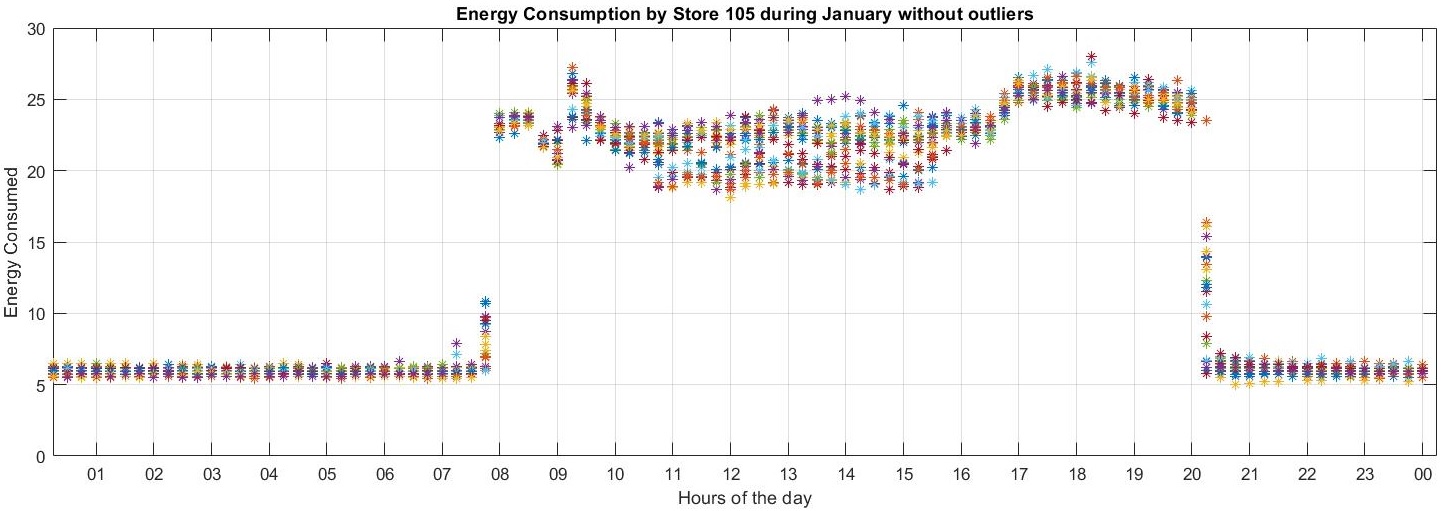 Energy Consumption by Store 105 during January without outliers
30
25
20
15
10
5
0
Energy Consumed
01 02 03 04 05 06 07 08 09 10 11 12 13 14 15 16 17 18 19 20 21 22 23 00
Hours of the day